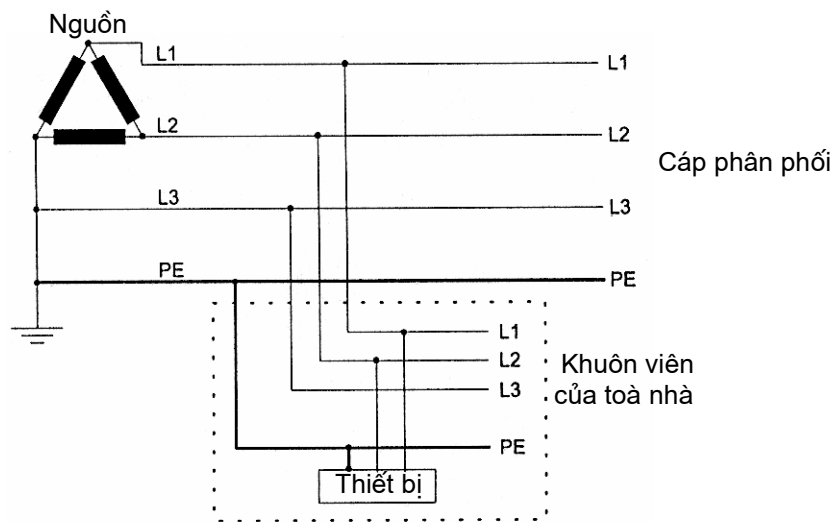 Nguồn
L1
L1
L2
L2
Cáp phân phối
L3
L3
PE
PE
L1
L2
Khuôn viên
của toà nhà
L3
PE
Thiết bị